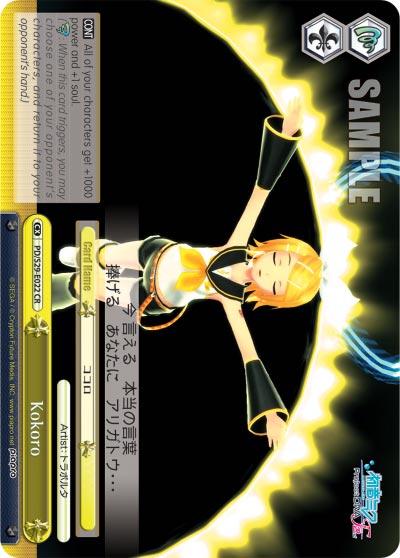 SAMPLE
初音ミク
Project DIVA F
今 言える 本当の言葉
捧げる あなたに アリガトウ・・・
CONT All of your characters get +1000
power and +1 soul.
[ When this card triggers, you may
choose one of your opponent's
characters, and return it to your
opponent's hand.]
Card Name
ココロ
Artist: トラボルタ
CX PD/S29-E022 CR
Kokoro
© SEGA / © Crypton Future Media, INC. www.piapro.net piapro